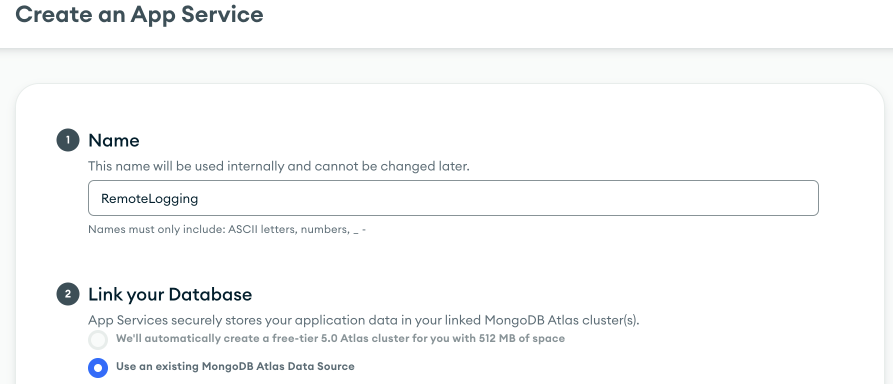 Create an App Service
1 Name
This name will be used internally and cannot be changed later.
RemoteLogging
Names must only include: ASCII letters, numbers, _ -
2 Link your Database
App Services securely stores your application data in your linked MongoDB Atlas cluster(s).
We'll automatically create a free-tier 5.0 Atlas cluster for you with 512 MB of space
Use an existing MongoDB Atlas Data Source